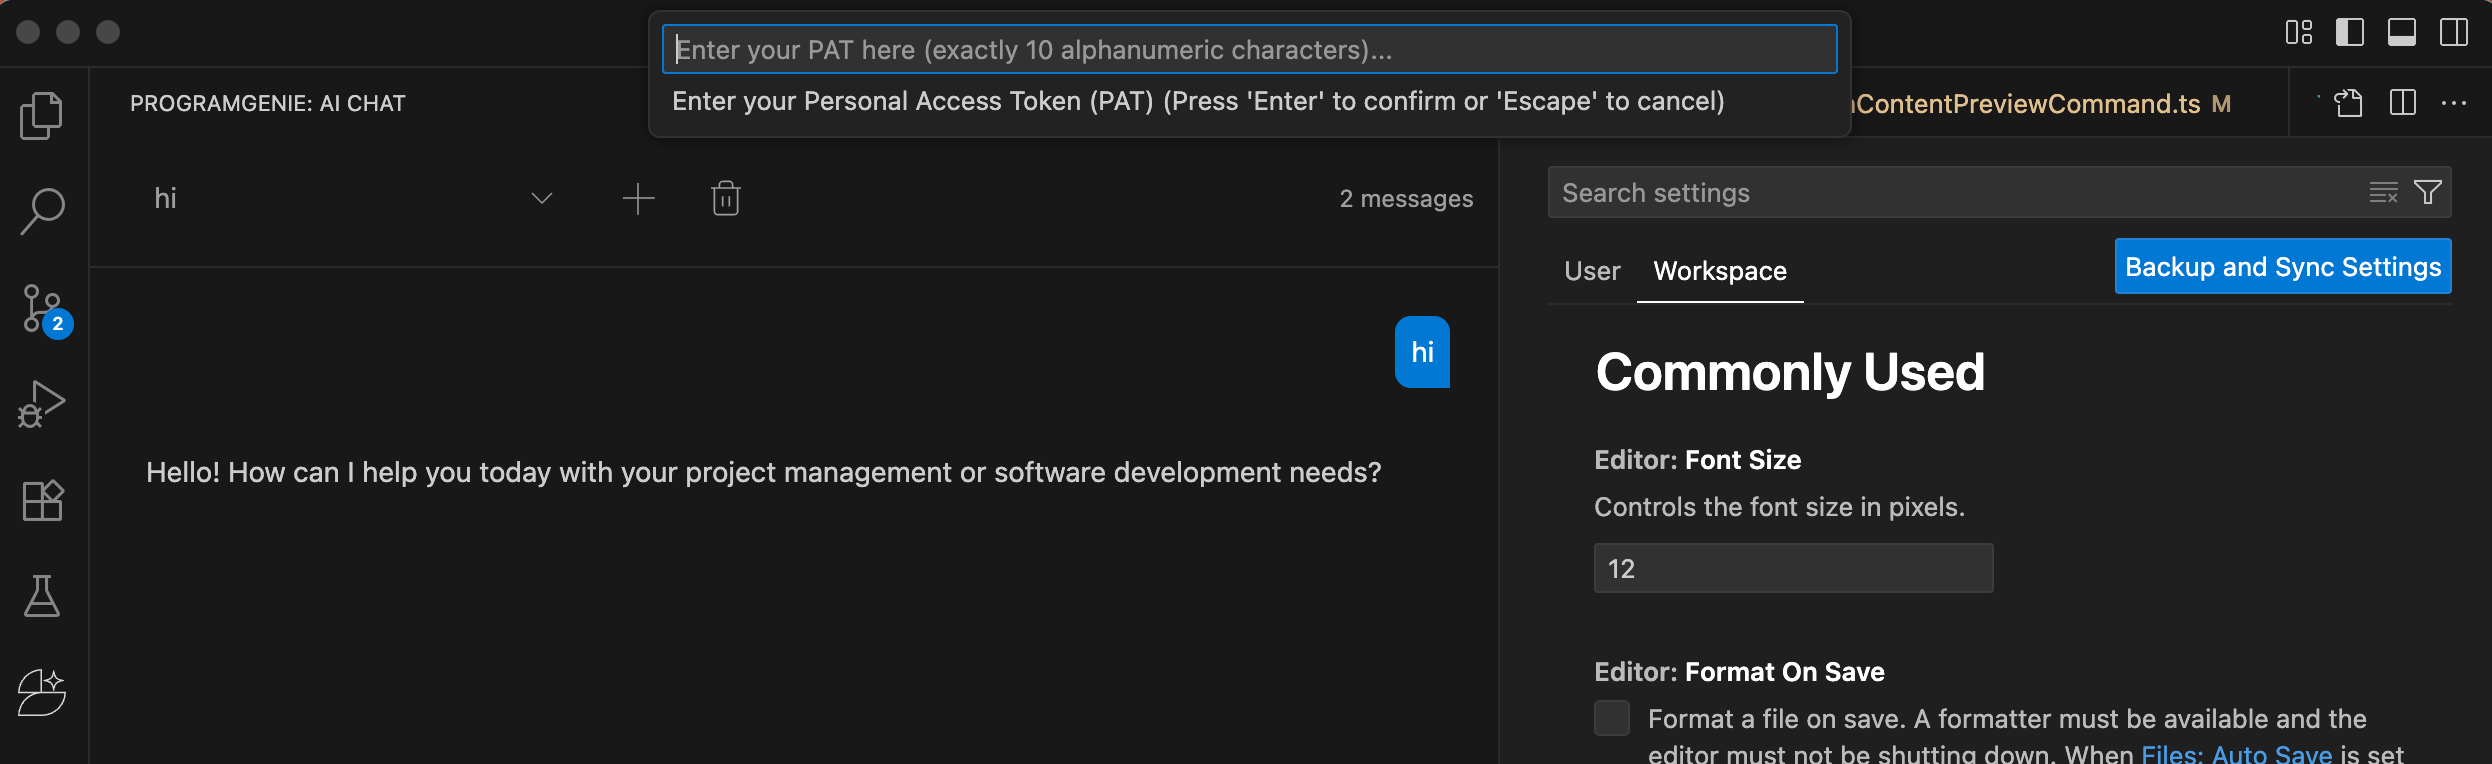 Enter your PAT here (exactly 10 alphanumeric characters)...
Enter your Personal Access Token (PAT) (Press 'Enter' to confirm or 'Escape' to cancel)
PROGRAMGENIE: AI CHAT
ContentPreviewCommand.ts M
hi
2 messages
2
hi
Hello! How can I help you today with your project management or software development needs?
Search settings
User Workspace
Backup and Sync Settings
Commonly Used
Editor: Font Size
Controls the font size in pixels.
12
Editor: Format On Save
Format a file on save. A formatter must be available and the
editor must not be shutting down. When Files: Auto Save is set